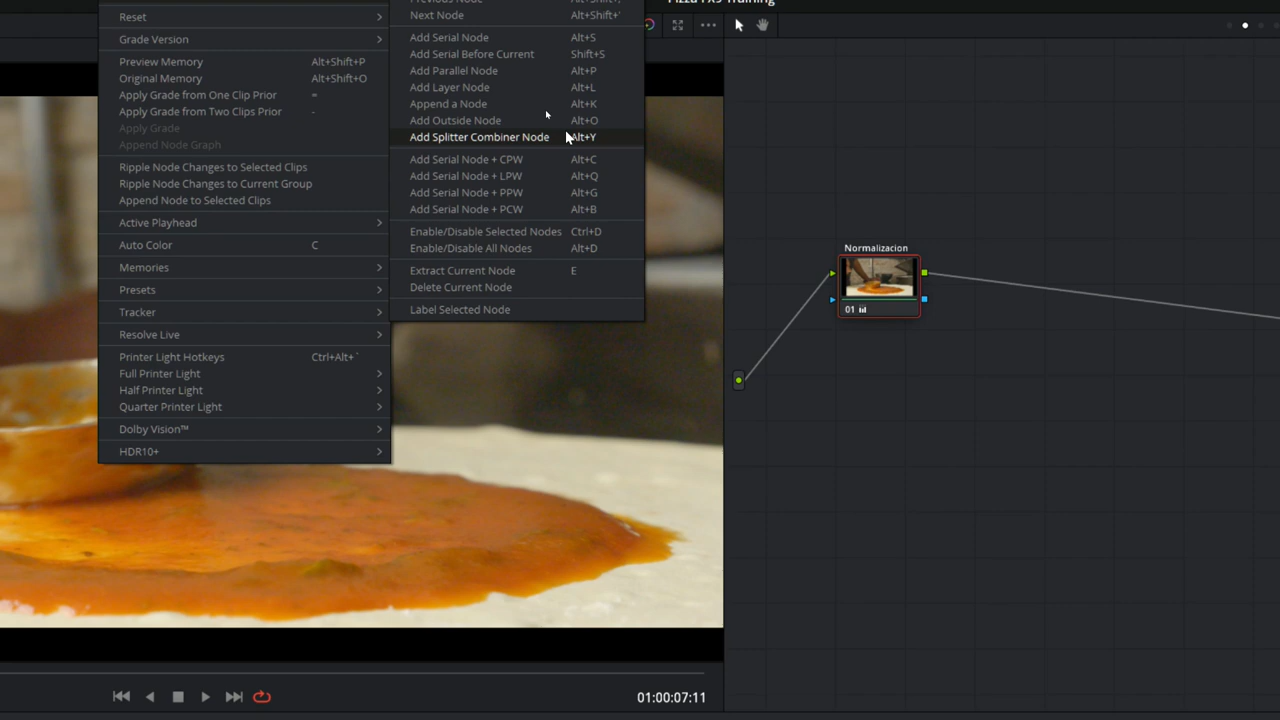 Pizza FX9 Training
Reset
Grade Version
Preview Memory Alt+Shift+P
Original Memory Alt+Shift+O
Apply Grade from One Clip Prior =
Apply Grade from Two Clips Prior -
Apply Grade
Append Node Graph
Ripple Node Changes to Selected Clips
Ripple Node Changes to Current Group
Append Node to Selected Clips
Active Playhead
Auto Color C
Memories
Presets
Tracker
Resolve Live
Printer Light Hotkeys Ctrl+Alt+`
Full Printer Light
Half Printer Light
Quarter Printer Light
Dolby Vision™
HDR10+
Previous Node Alt+Shift+;
Next Node Alt+Shift+'
Add Serial Node Alt+S
Add Serial Before Current Shift+S
Add Parallel Node Alt+P
Add Layer Node Alt+L
Append a Node Alt+K
Add Outside Node Alt+O
Add Splitter Combiner Node Alt+Y
Add Serial Node + CPW Alt+C
Add Serial Node + LPW Alt+Q
Add Serial Node + PPW Alt+G
Add Serial Node + PCW Alt+B
Enable/Disable Selected Nodes Ctrl+D
Enable/Disable All Nodes Alt+D
Extract Current Node E
Delete Current Node
Label Selected Node
Normalizacion
01
01:00:07:11